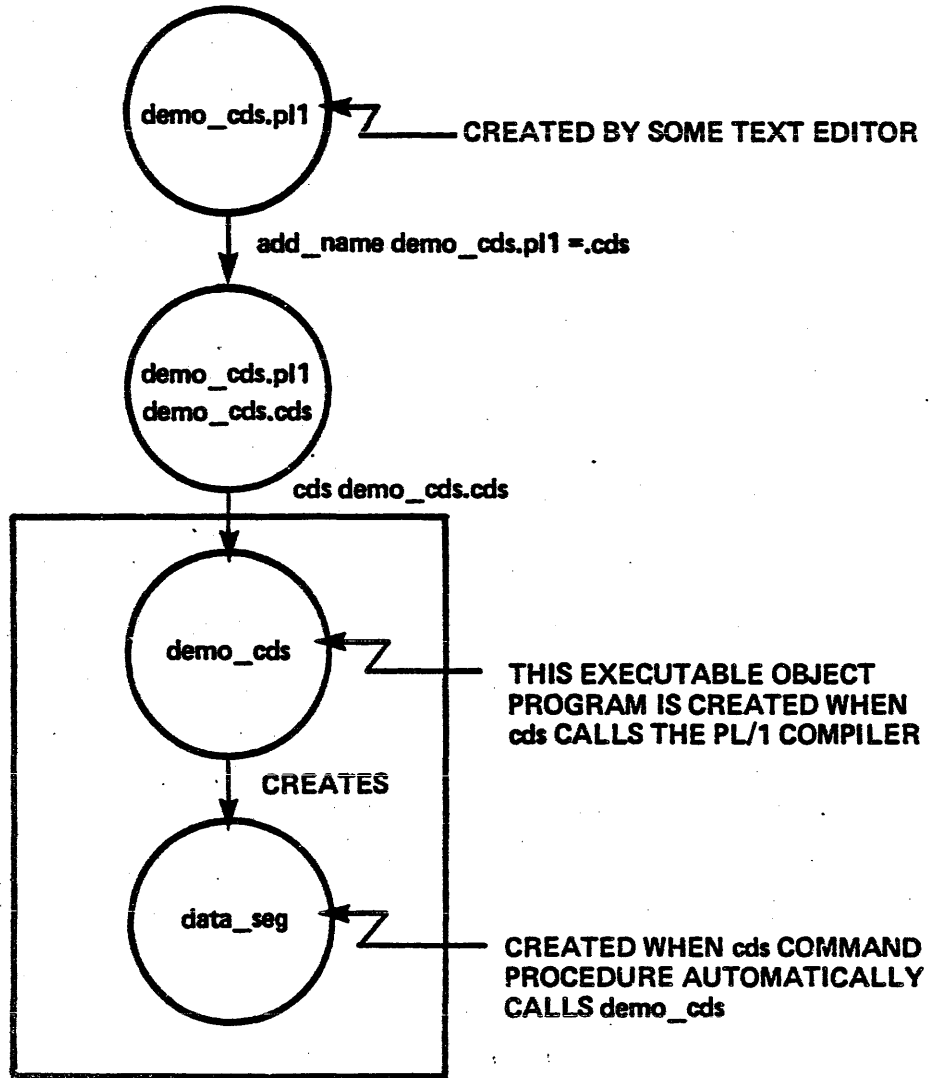 demo_cds.pl1
CREATED BY SOME TEXT EDITOR
add_name demo_cds.pl1 =.cds
demo_cds.pl1
demo_cds.cds
cds demo_cds.cds
demo_cds
THIS EXECUTABLE OBJECT
PROGRAM IS CREATED WHEN
cds CALLS THE PL/1 COMPILER
CREATES
data_seg
CREATED WHEN cds COMMAND
PROCEDURE AUTOMATICALLY
CALLS demo_cds